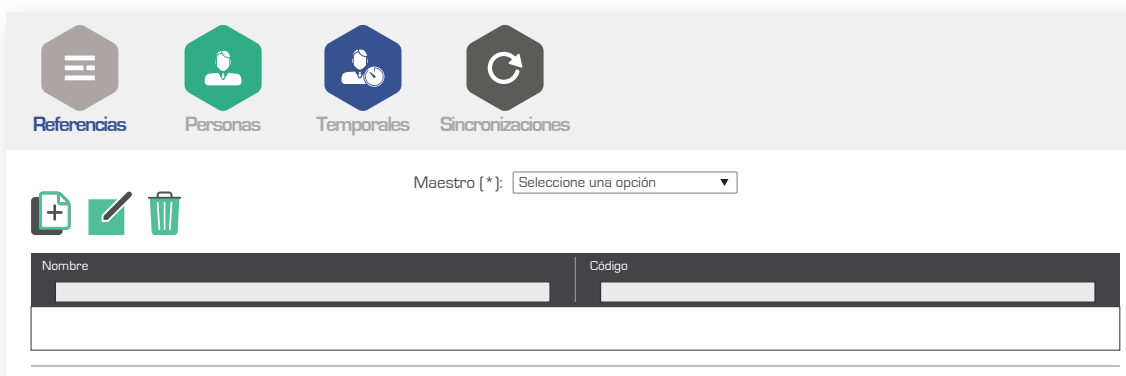 Referencias Personas Temporales Sincronizaciones
Maestro (*): Seleccione una opción
Nombre Código